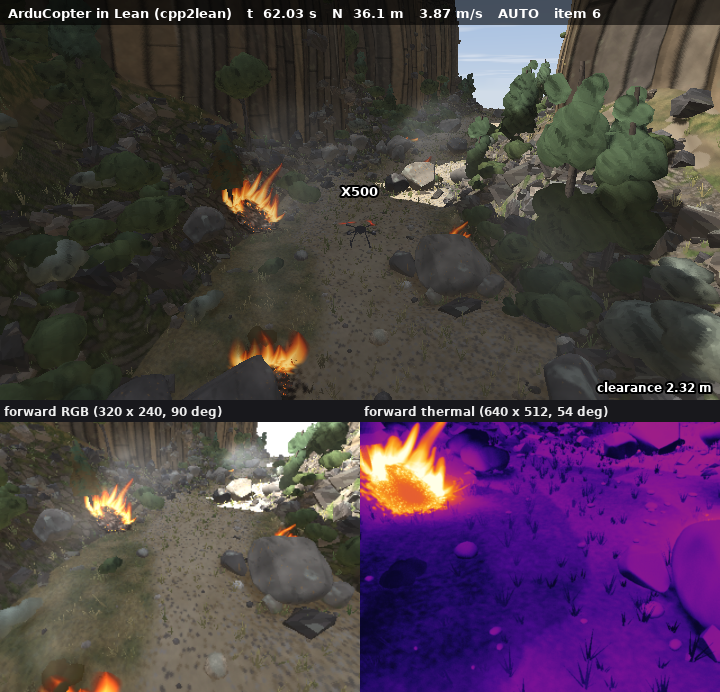 ArduCopter in Lean (cpp2lean) t 62.03 s N 36.1 m 3.87 m/s AUTO item 6
X500
clearance 2.32 m
forward RGB (320 x 240, 90 deg) forward thermal (640 x 512, 54 deg)